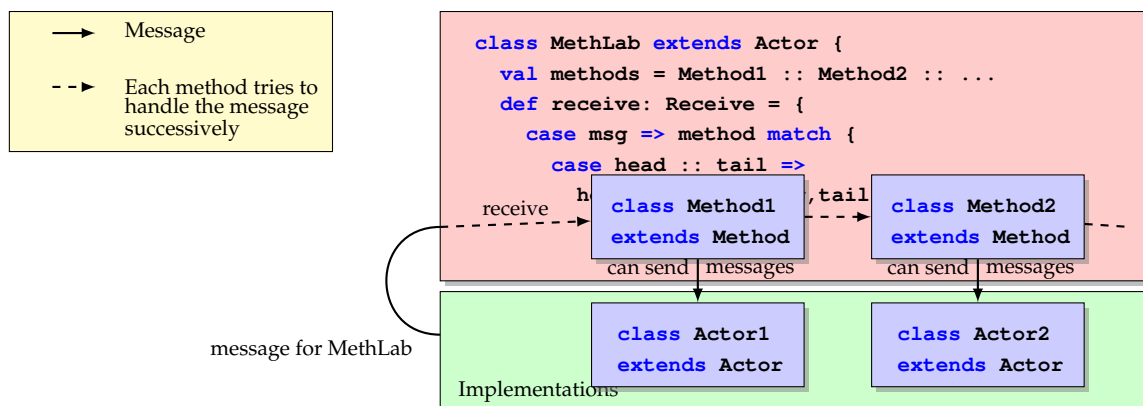 Message
Each method tries to
handle the message
successively
class MethLab extends Actor {
val methods = Method1 :: Method2 :: ...
def receive: Receive = {
case msg => method match {
case head :: tail =>
,tail
receive
class Method1
extends Method
class Method2
extends Method
can send messages
can send messages
message for MethLab
class Actor1
extends Actor
class Actor2
extends Actor
Implementations